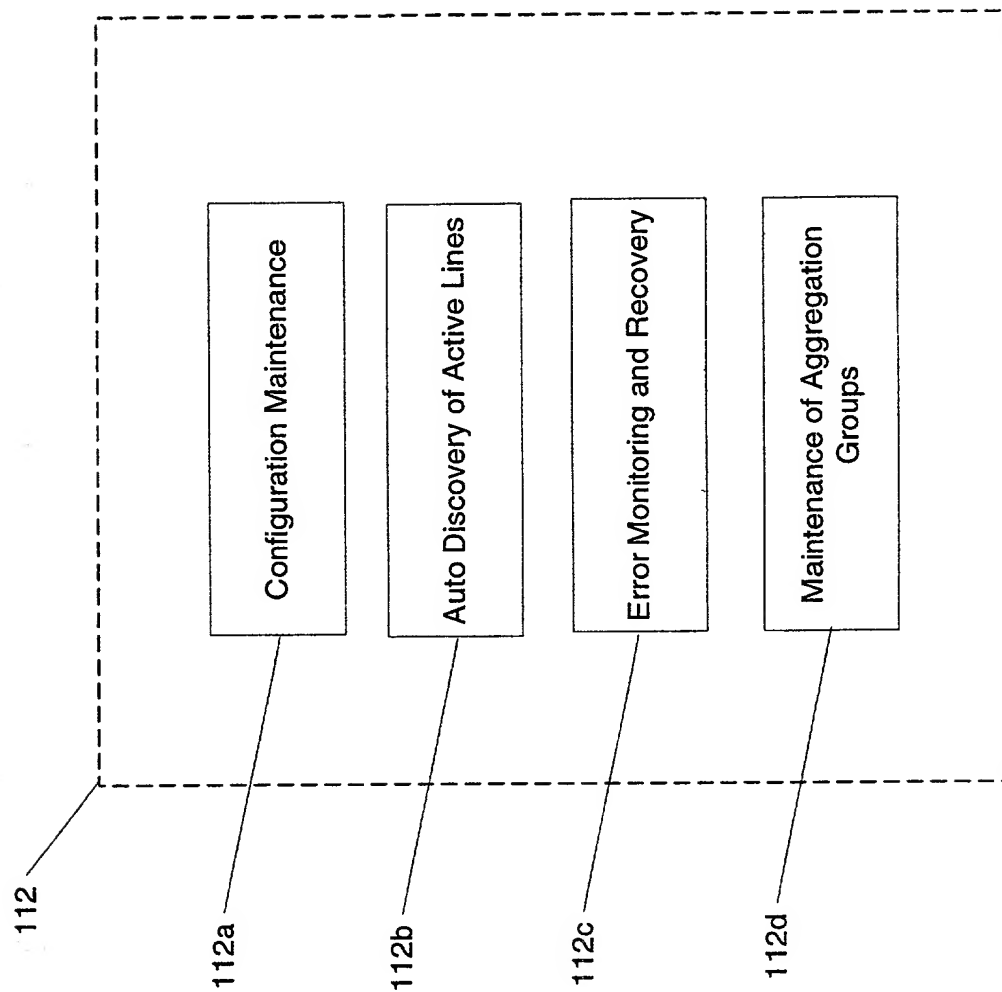 112
112a
Configuration Maintenance
112b
Auto Discovery of Active Lines
112c
Error Monitoring and Recovery
112d
Maintenance of Aggregation
Groups